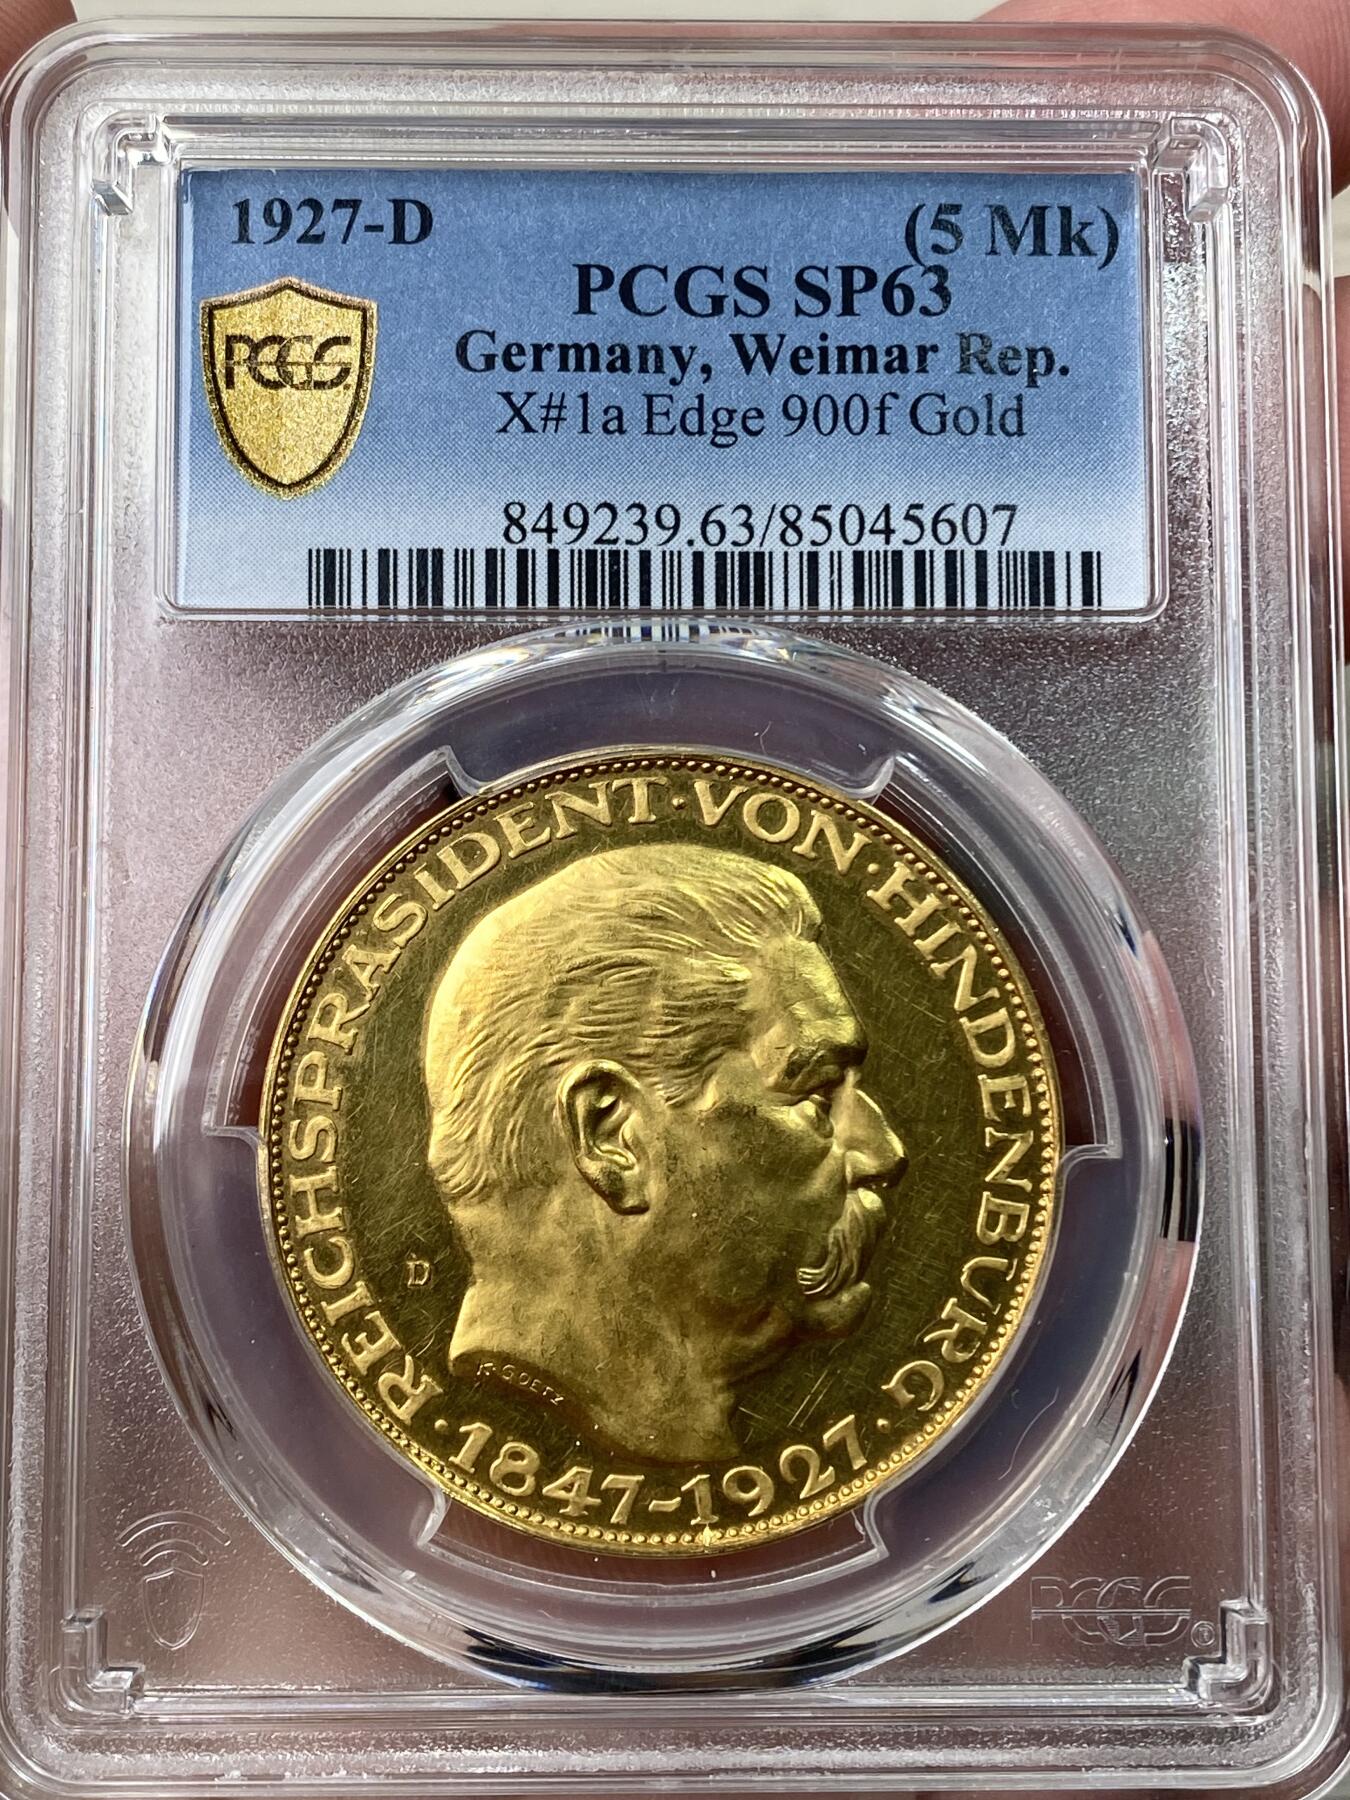 1927-D
(5 Mk)
PCGS SP63
PCGS
Germany, Weimar Rep.
X#1a Edge 900f Gold
849239.63/85045607
REICHSPRASIDENT·VON·HINDENBURG
·1847-1927·
D
K·GOETZ
PCGS®